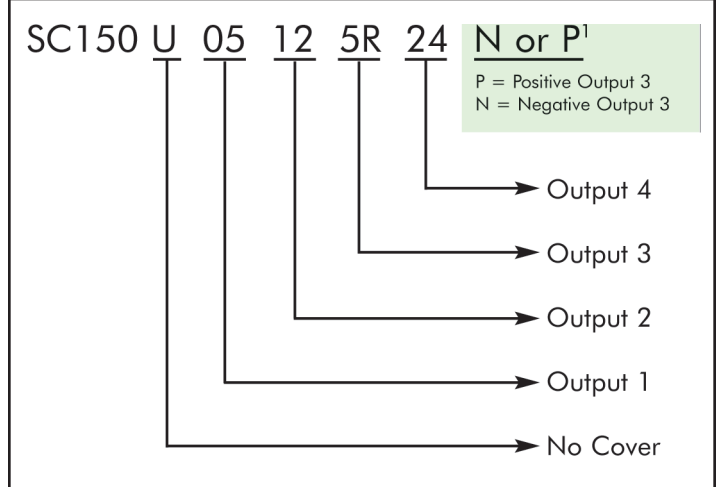 SC150 U 05 12 5R 24 N or P¹
P = Positive Output 3
N = Negative Output 3
Output 4
Output 3
Output 2
Output 1
No Cover